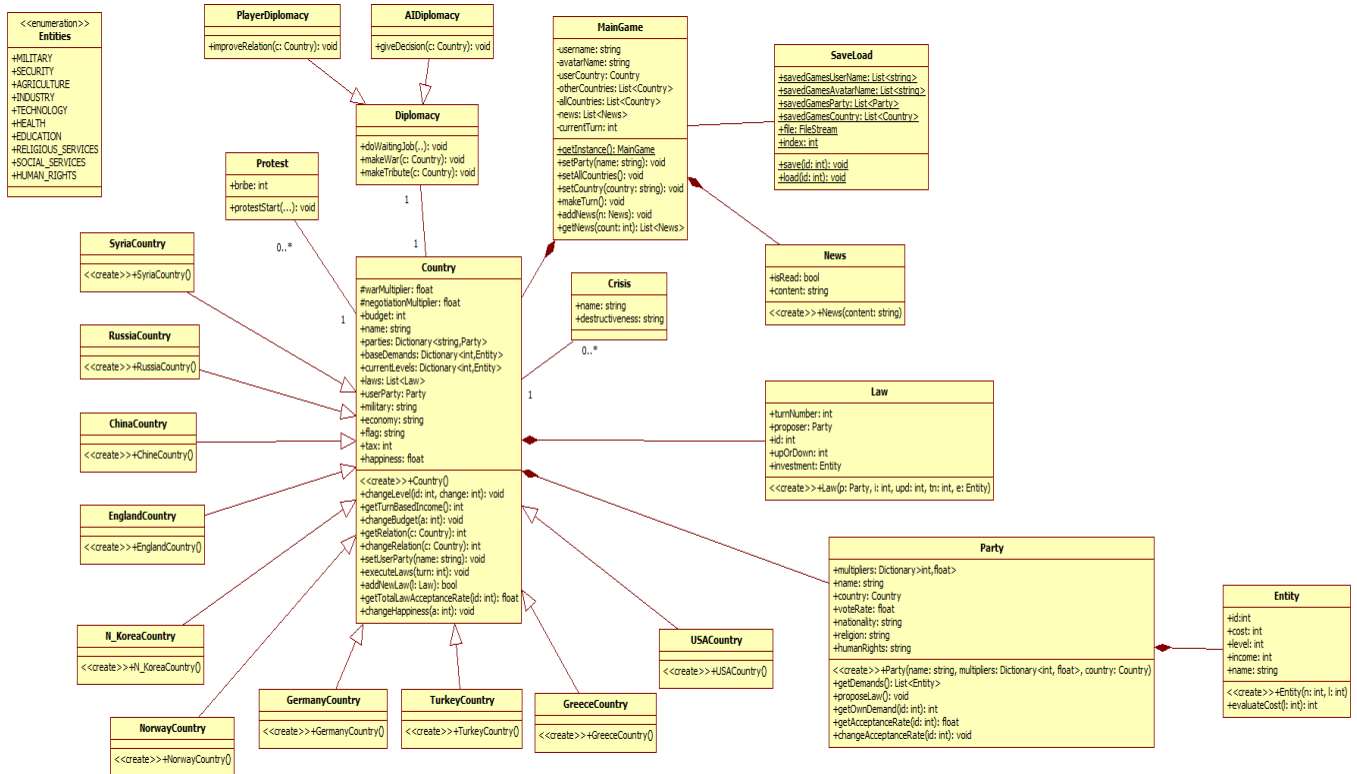 <<enumeration>>
Entities
+MILITARY
+SECURITY
+AGRICULTURE
+INDUSTRY
+TECHNOLOGY
+HEALTH
+EDUCATION
+RELIGIOUS_SERVICES
+SOCIAL_SERVICES
+HUMAN_RIGHTS
PlayerDiplomacy
+improveRelation(c: Country): void
AIDiplomacy
+giveDecision(c: Country): void
Diplomacy
+doWaitingJob(..): void
+makeWar(c: Country): void
+makeTribute(c: Country): void
1
1
Protest
+bribe: int
+protestStart(...): void
0..*
1
MainGame
-username: string
-avatarName: string
-userCountry: Country
-otherCountries: List<Country>
-allCountries: List<Country>
-news: List<News>
-currentTurn: int
+getInstance(): MainGame
+setParty(name: string): void
+setAllCountries(): void
+setCountry(country: string): void
+makeTurn(): void
+addNews(n: News): void
+getNews(count: int): List<News>
SaveLoad
+savedGamesUserName: List<string>
+savedGamesAvatarName: List<string>
+savedGamesParty: List<Party>
+savedGamesCountry: List<Country>
+file: FileStream
+index: int
+save(id: int): void
+load(id: int): void
News
+isRead: bool
+content: string
<<create>>+News(content: string)
Crisis
+name: string
+destructiveness: string
0..*
1
Country
#warMultiplier: float
#negotiationMultiplier: float
+budget: int
+name: string
+parties: Dictionary<string,Party>
+baseDemands: Dictionary<int,Entity>
+currentLevels: Dictionary<int,Entity>
+laws: List<Law>
+userParty: Party
+military: string
+economy: string
+flag: string
+tax: int
+happiness: float
<<create>>+Country()
+changeLevel(id: int, change: int): void
+getTurnBasedIncome(): int
+changeBudget(a: int): void
+getRelation(c: Country): int
+changeRelation(c: Country): int
+setUserParty(name: string): void
+executeLaws(turn: int): void
+addNewLaw(l: Law): bool
+getTotalLawAcceptanceRate(id: int): float
+changeHappiness(a: int): void
SyriaCountry
<<create>>+SyriaCountry()
RussiaCountry
<<create>>+RussiaCountry()
ChinaCountry
<<create>>+ChineCountry()
EnglandCountry
<<create>>+EnglandCountry()
N_KoreaCountry
<<create>>+N_KoreaCountry()
NorwayCountry
<<create>>+NorwayCountry()
GermanyCountry
<<create>>+GermanyCountry()
TurkeyCountry
<<create>>+TurkeyCountry()
GreeceCountry
<<create>>+GreeceCountry()
USACountry
<<create>>+USACountry()
Law
+turnNumber: int
+proposer: Party
+id: int
+upOrDown: int
+investment: Entity
<<create>>+Law(p: Party, i: int, upd: int, tn: int, e: Entity)
Party
+multipliers: Dictionary>int,float>
+name: string
+country: Country
+voteRate: float
+nationality: string
+religion: string
+humanRights: string
<<create>>+Party(name: string, multipliers: Dictionary<int, float>, country: Country)
+getDemands(): List<Entity>
+proposeLaw(): void
+getOwnDemand(id: int): int
+getAcceptanceRate(id: int): float
+changeAcceptanceRate(id: int): void
Entity
+id:int
+cost: int
+level: int
+income: int
+name: string
<<create>>+Entity(n: int, l: int)
+evaluateCost(l: int): int